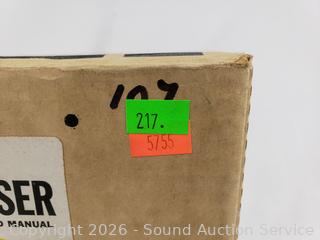 107
217.
5755
SER
D MANUAL
Copyright 2026 - Sound Auction Service